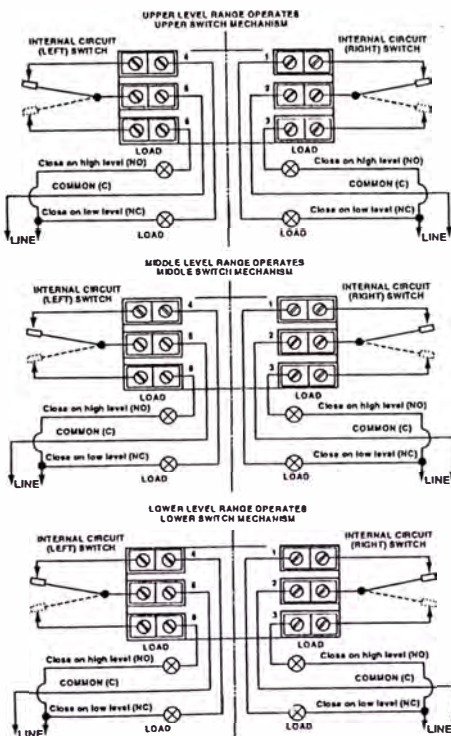 UPPER LEVEL RANGE OPERATES
UPPER SWITCH MECHANISM
INTERNAL CIRCUIT
(LEFT) SWITCH
INTERNAL CIRCUIT
(RIGHT) SWITCH
4
5
6
1
2
3
LOAD
LOAD
Close on high level (NO)
Close on high level (NO)
COMMON (C)
COMMON (C)
Close on low level (NC)
Close on low level (NC)
LINE
LOAD
LOAD
LINE
MIDDLE LEVEL RANGE OPERATES
MIDDLE SWITCH MECHANISM
INTERNAL CIRCUIT
(LEFT) SWITCH
INTERNAL CIRCUIT
(RIGHT) SWITCH
4
5
6
1
2
3
LOAD
LOAD
Close on high level (NO)
Close on high level (NO)
COMMON (C)
COMMON (C)
Close on low level (NC)
Close on low level (NC)
LINE
LOAD
LOAD
LINE
LOWER LEVEL RANGE OPERATES
LOWER SWITCH MECHANISM
INTERNAL CIRCUIT
(LEFT) SWITCH
INTERNAL CIRCUIT
(RIGHT) SWITCH
4
5
6
1
2
3
LOAD
LOAD
Close on high level (NO)
Close on high level (NO)
COMMON (C)
COMMON (C)
Close on low level (NC)
Close on low level (NC)
LINE
LOAD
LOAD
LINE